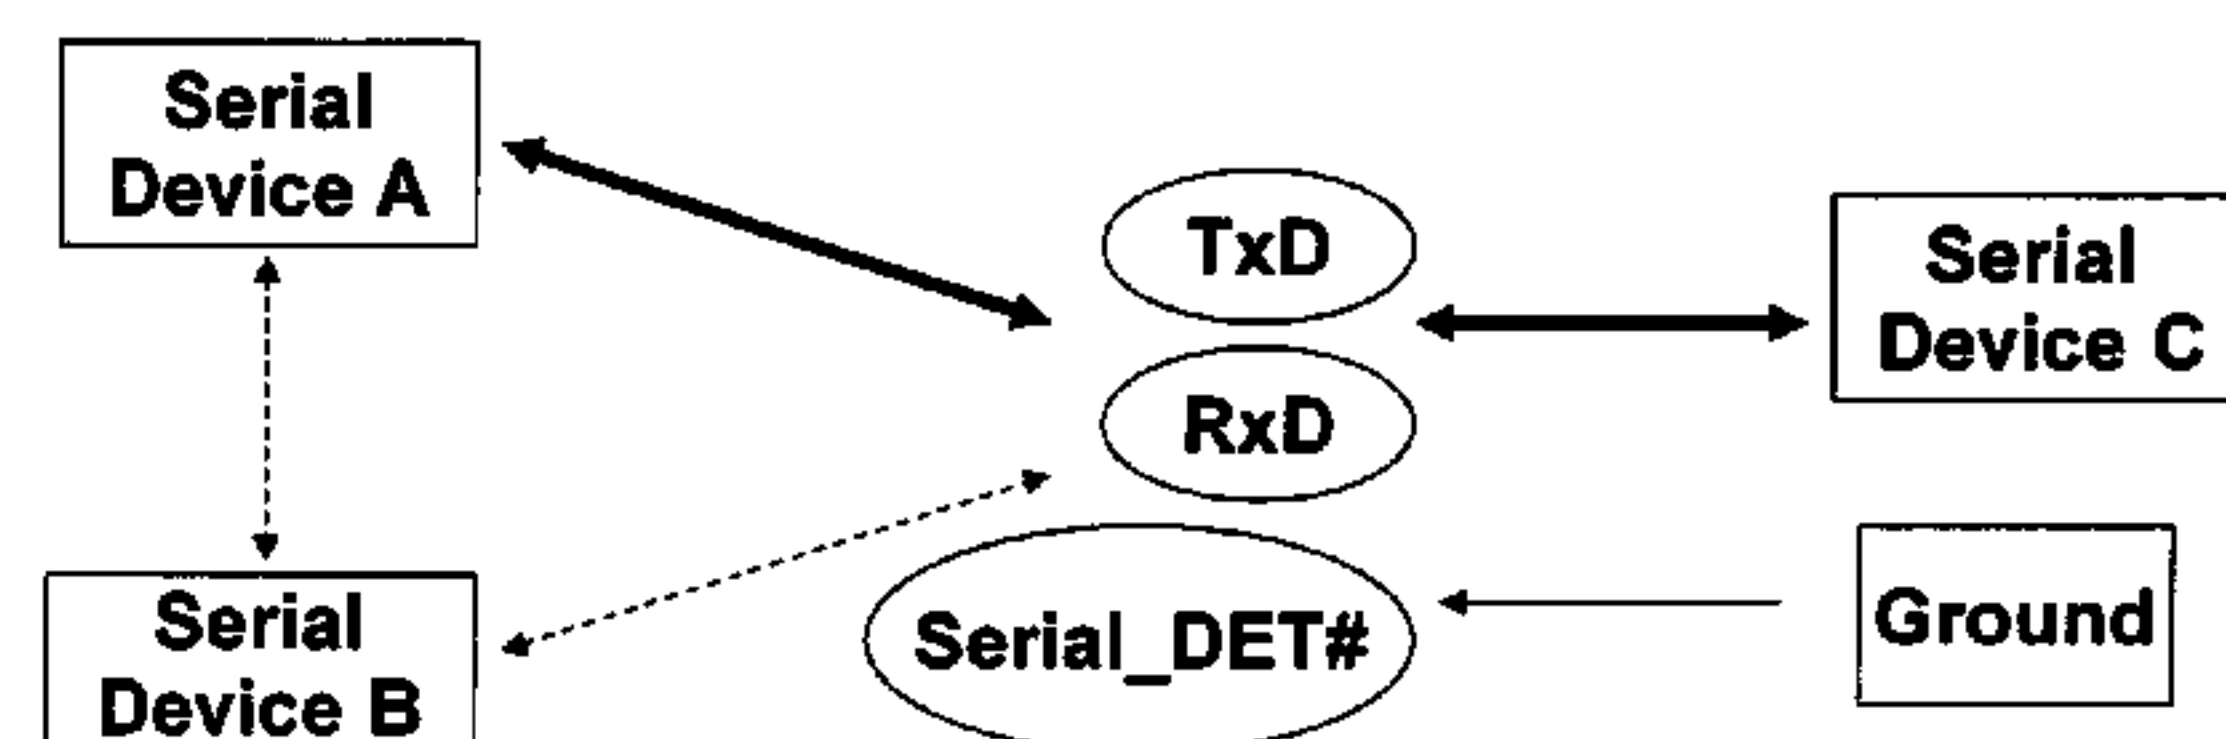 Serial
Device A
TxD
Serial
Device C
RxD
Serial
Device B
Serial_DET#
Ground